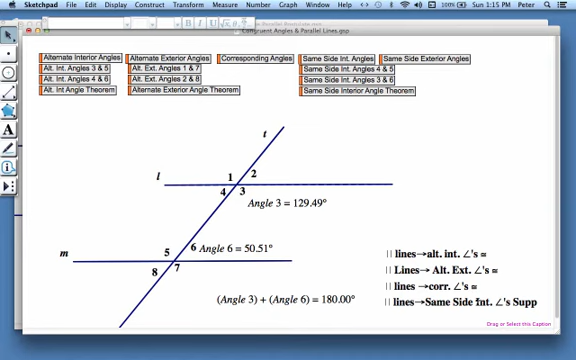 Sketchpad File Edit Display Construct Transform Measure Number Graph Window Help 100% Sun 1:15 PM Peter
Congruent Angles & Parallel Lines.gsp
Alternate Interior Angles Alternate Exterior Angles Corresponding Angles Same Side Int. Angles Same Side Exterior Angles
Alt. Int. Angles 3 & 5 Alt. Ext. Angles 1 & 7 Same Side Int. Angles 4 & 5
Alt. Int. Angles 4 & 6 Alt. Ext. Angles 2 & 8 Same Side Int. Angles 3 & 6
Alt. Int Angle Theorem Alternate Exterior Angle Theorem Same Side Interior Angle Theorem
t
l 1 2
4 3
Angle 3 = 129.49°
m 5 6 Angle 6 = 50.51°
8 7
(Angle 3) + (Angle 6) = 180.00°
|| lines→alt. int. ∠'s ≅
|| Lines→ Alt. Ext. ∠'s ≅
|| lines →corr. ∠'s ≅
|| lines→Same Side Int. ∠'s Supp
Drag or Select this Caption